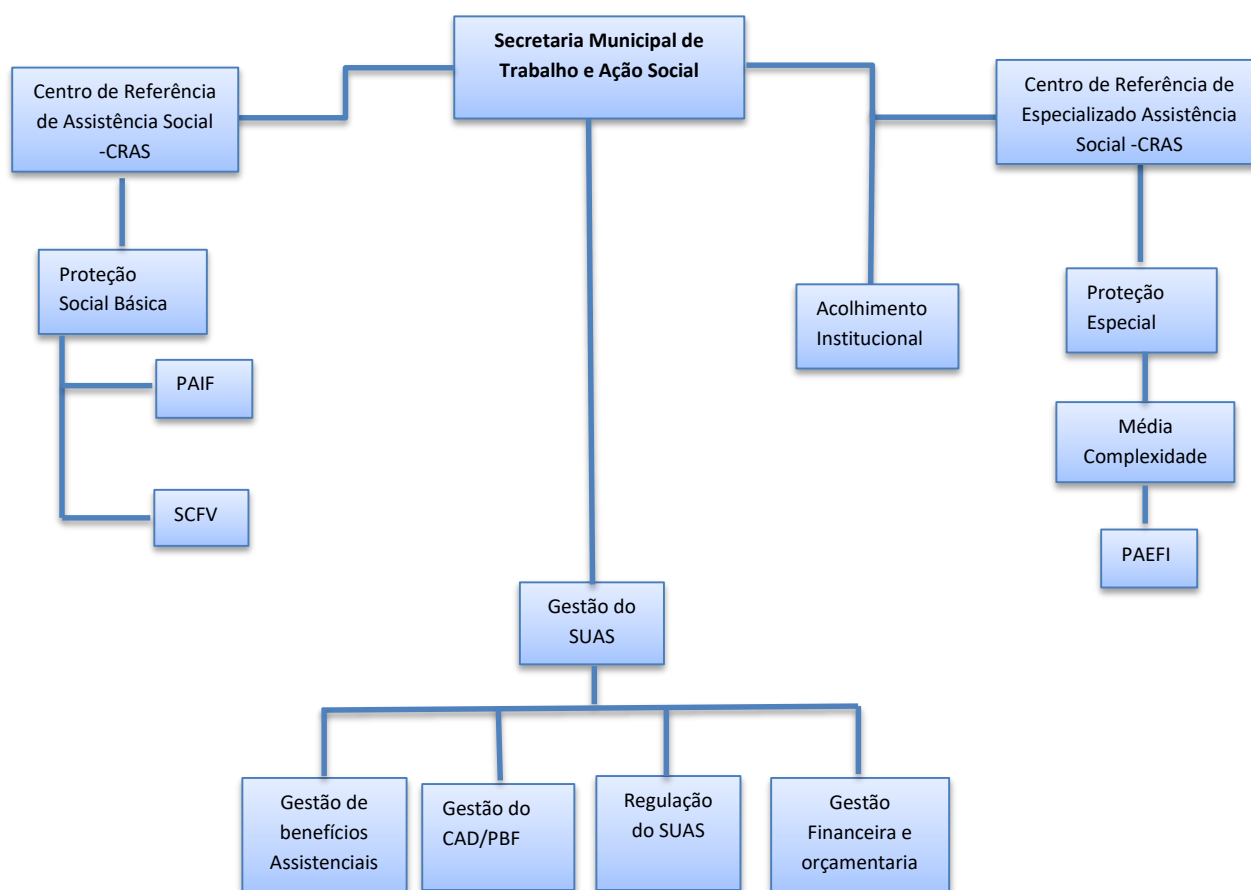 Secretaria Municipal de
Trabalho e Ação Social
Centro de Referência
de Assistência Social
-CRAS
Centro de Referência de
Especializado Assistência
Social -CRAS
Proteção
Social Básica
Acolhimento
Institucional
Proteção
Especial
PAIF
Média
Complexidade
SCFV
PAEFI
Gestão do
SUAS
Gestão de
benefícios
Assistenciais
Gestão do
CAD/PBF
Regulação
do SUAS
Gestão
Financeira e
orçamentaria